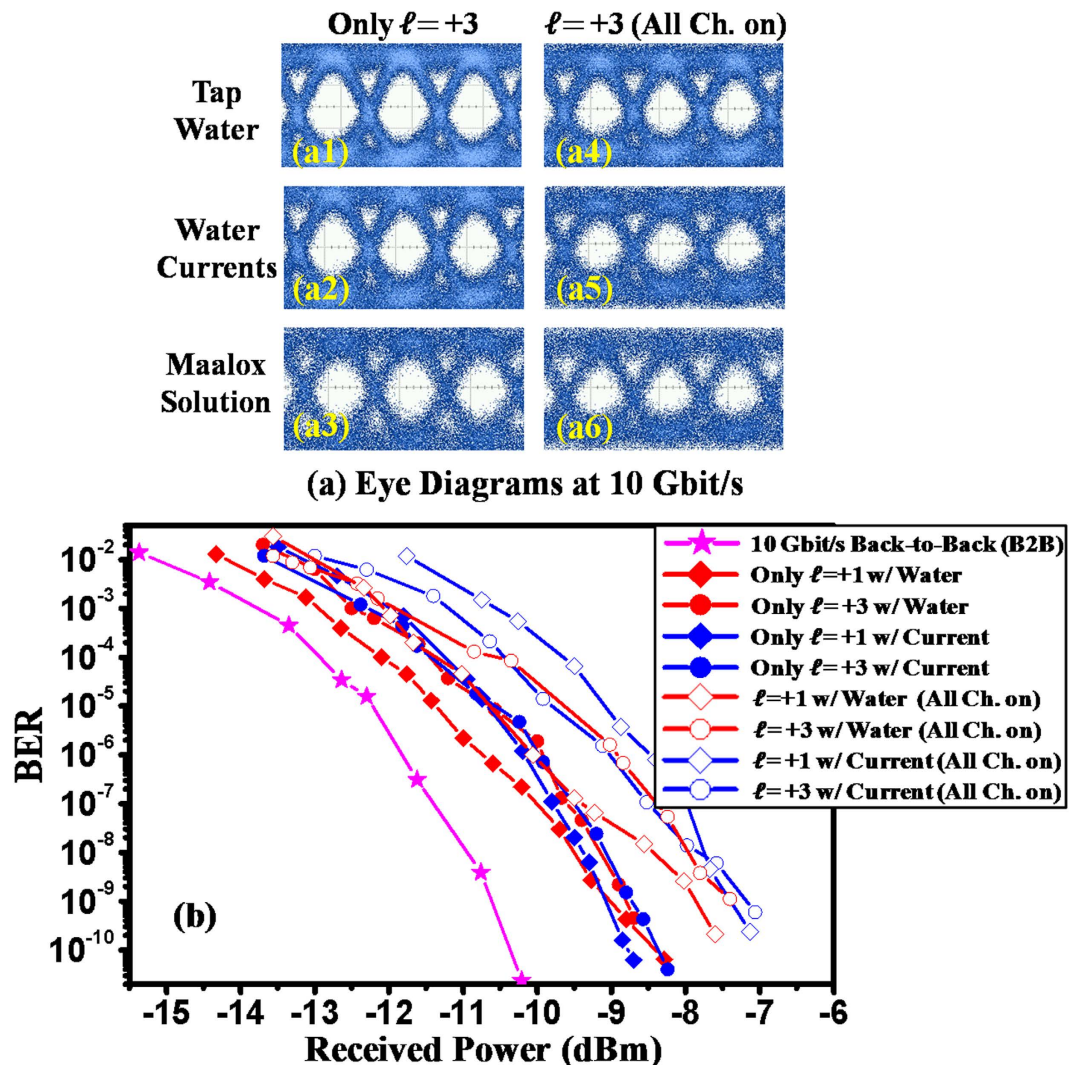 Only ℓ= +3
ℓ= +3 (All Ch. on)
Tap
Water
(a1)
(a4)
Water
Currents
(a2)
(a5)
Maalox
Solution
(a3)
(a6)
(a) Eye Diagrams at 10 Gbit/s
10 Gbit/s Back-to-Back (B2B)
Only ℓ=+1 w/ Water
Only ℓ=+3 w/ Water
Only ℓ=+1 w/ Current
Only ℓ=+3 w/ Current
ℓ=+1 w/ Water (All Ch. on)
ℓ=+3 w/ Water (All Ch. on)
ℓ=+1 w/ Current (All Ch. on)
ℓ=+3 w/ Current (All Ch. on)
BER
10⁻²
10⁻³
10⁻⁴
10⁻⁵
10⁻⁶
10⁻⁷
10⁻⁸
10⁻⁹
10⁻¹⁰
(b)
-15 -14 -13 -12 -11 -10 -9 -8 -7 -6
Received Power (dBm)